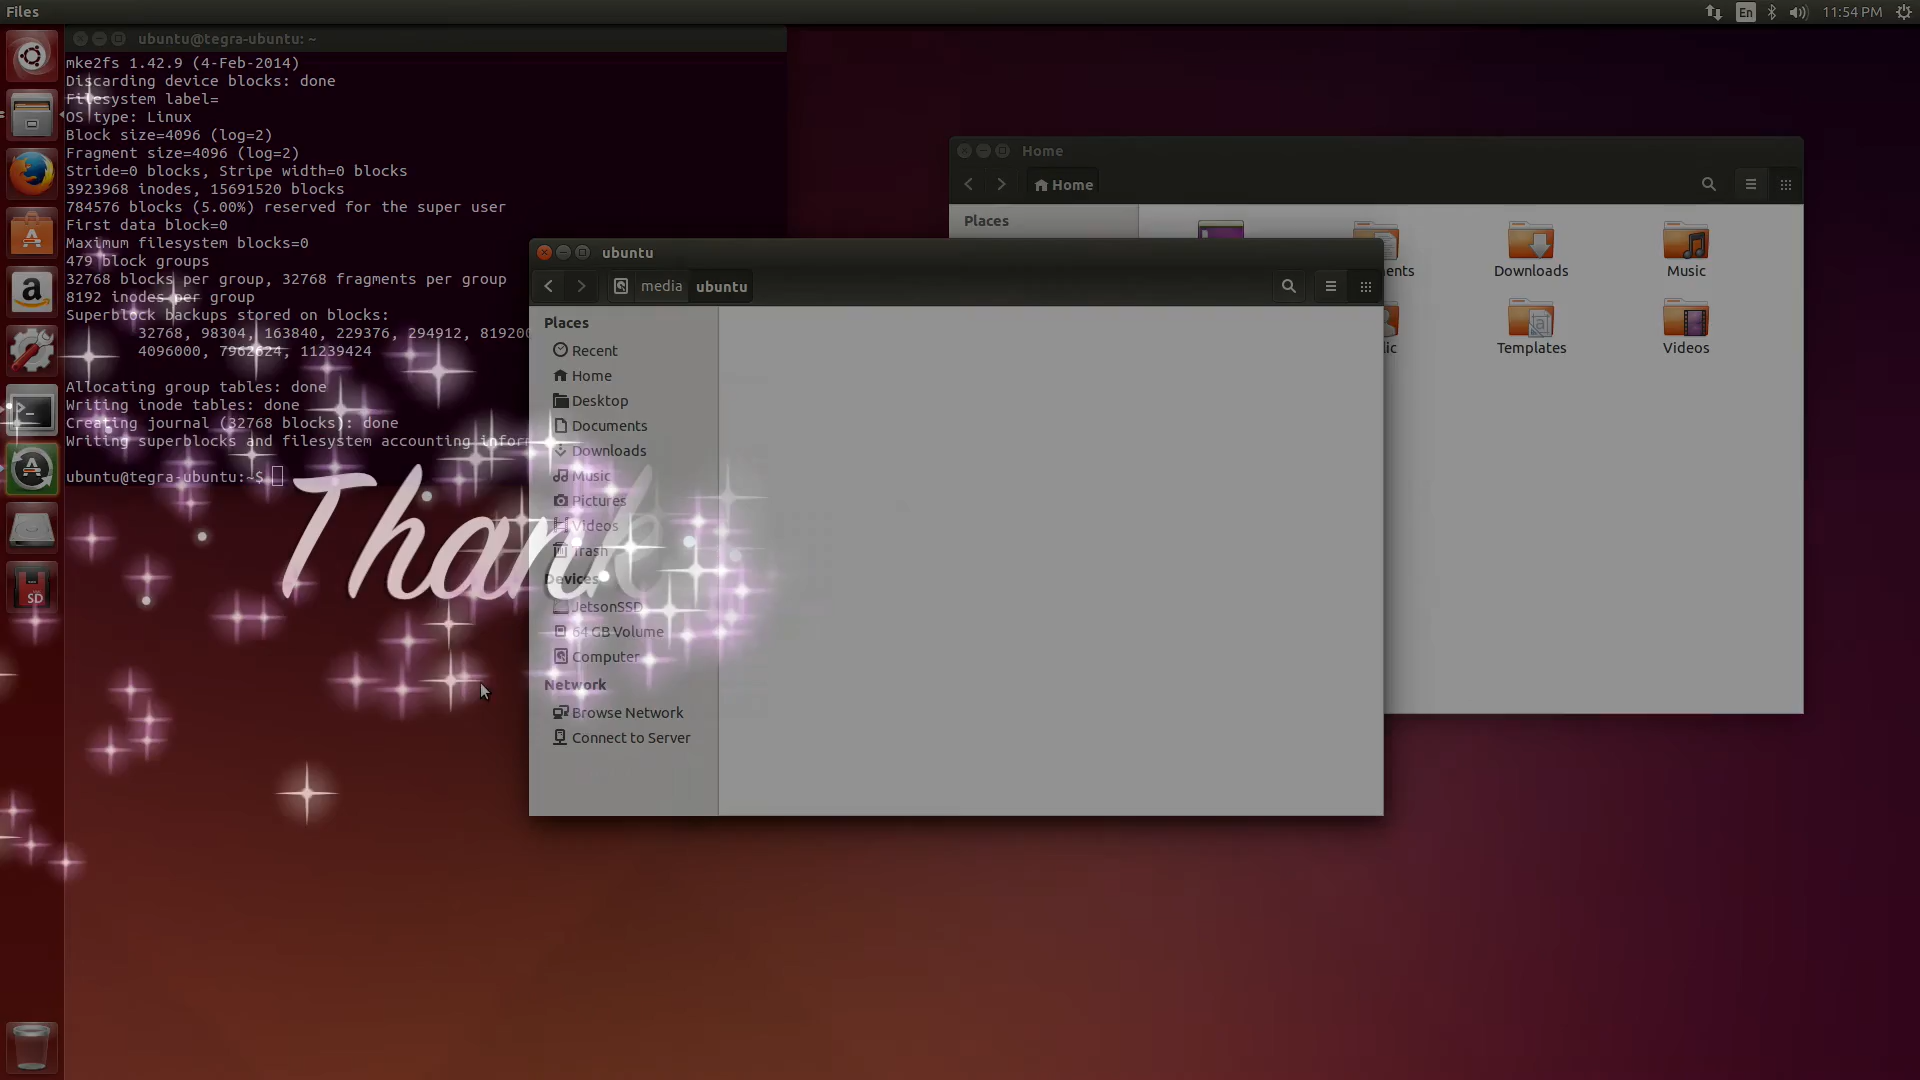 Files
En
11:54 PM
ubuntu@tegra-ubuntu: ~
mke2fs 1.42.9 (4-Feb-2014)
Discarding device blocks: done
Filesystem label=
OS type: Linux
Block size=4096 (log=2)
Fragment size=4096 (log=2)
Stride=0 blocks, Stripe width=0 blocks
3923968 inodes, 15691520 blocks
784576 blocks (5.00%) reserved for the super user
First data block=0
Maximum filesystem blocks=0
479 block groups
32768 blocks per group, 32768 fragments per group
8192 inodes per group
Superblock backups stored on blocks:
32768, 98304, 163840, 229376, 294912, 819200
4096000, 7962624, 11239424
Allocating group tables: done
Writing inode tables: done
Creating journal (32768 blocks): done
Writing superblocks and filesystem accounting infor
ubuntu@tegra-ubuntu:~$
Thank
Home
Home
Places
ents
Downloads
Music
lic
Templates
Videos
ubuntu
media
ubuntu
Places
Recent
Home
Desktop
Documents
Downloads
Music
Pictures
Videos
Trash
Devices
JetsonSSD
64 GB Volume
Computer
Network
Browse Network
Connect to Server
a
SD